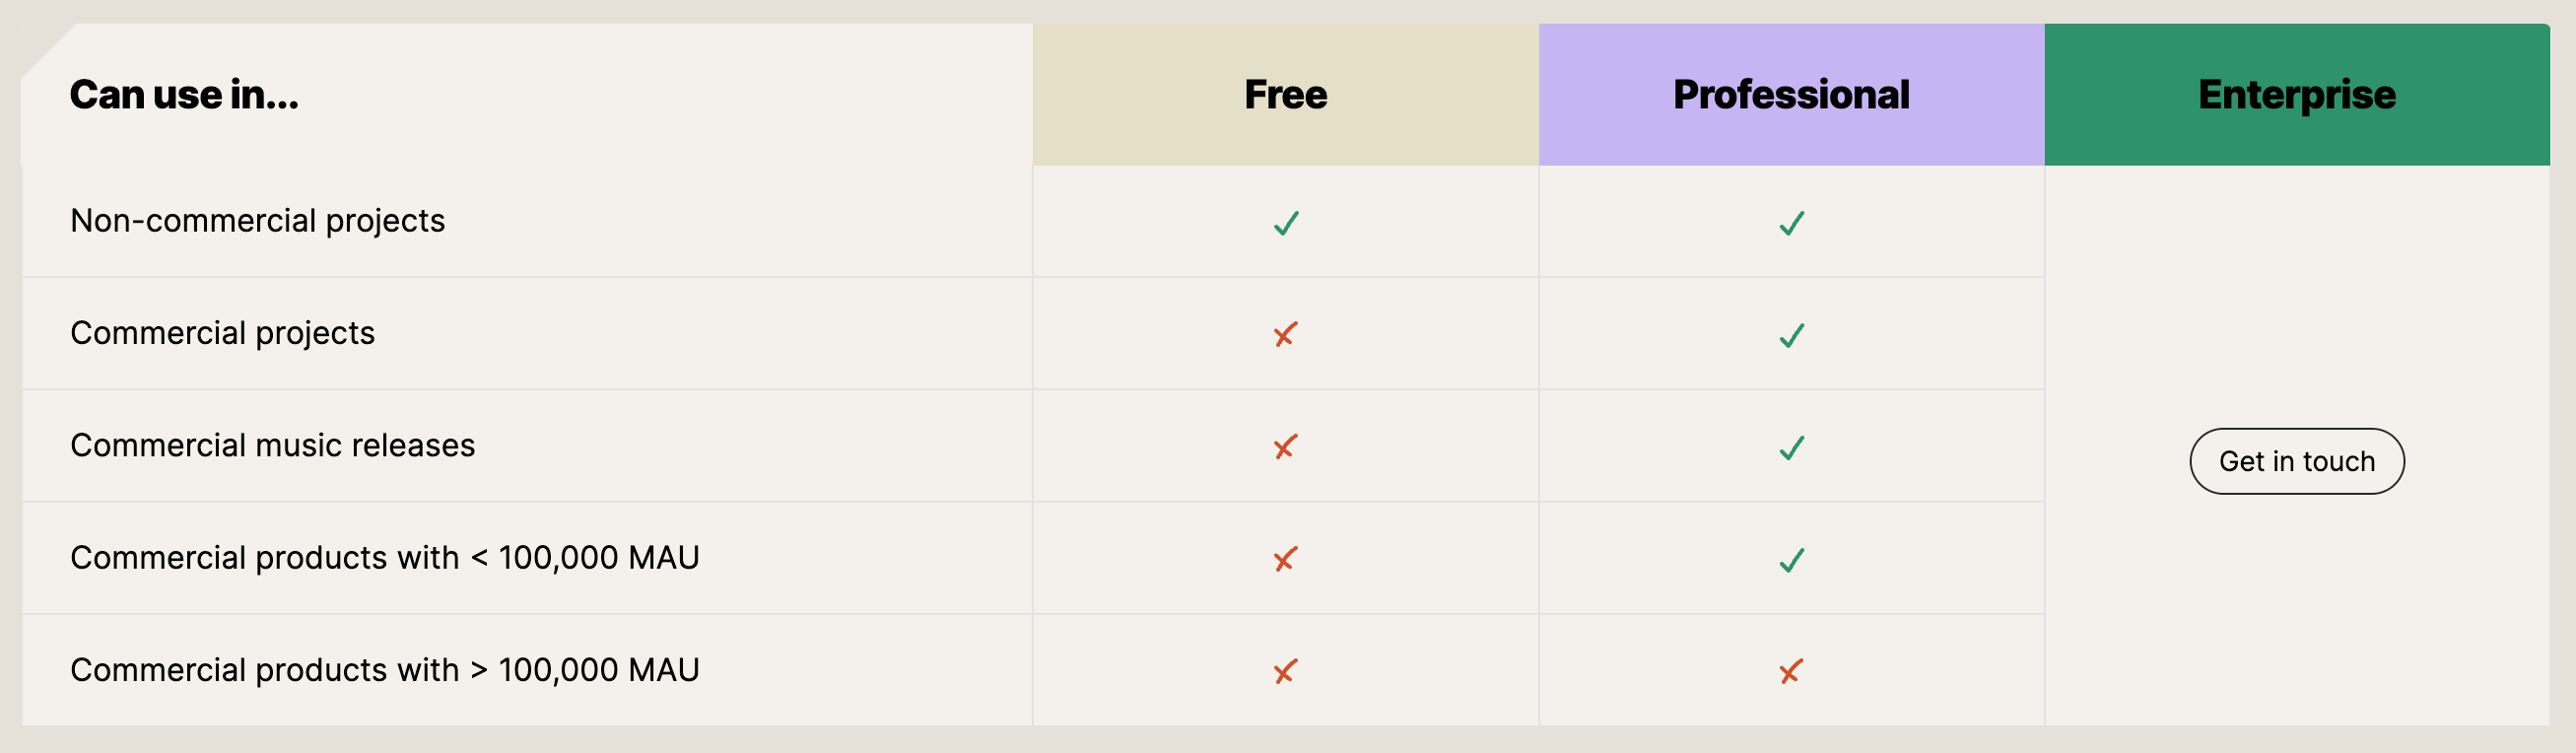 Can use in...
Free
Professional
Enterprise
Non-commercial projects
Commercial projects
Commercial music releases
Get in touch
Commercial products with < 100,000 MAU
Commercial products with > 100,000 MAU